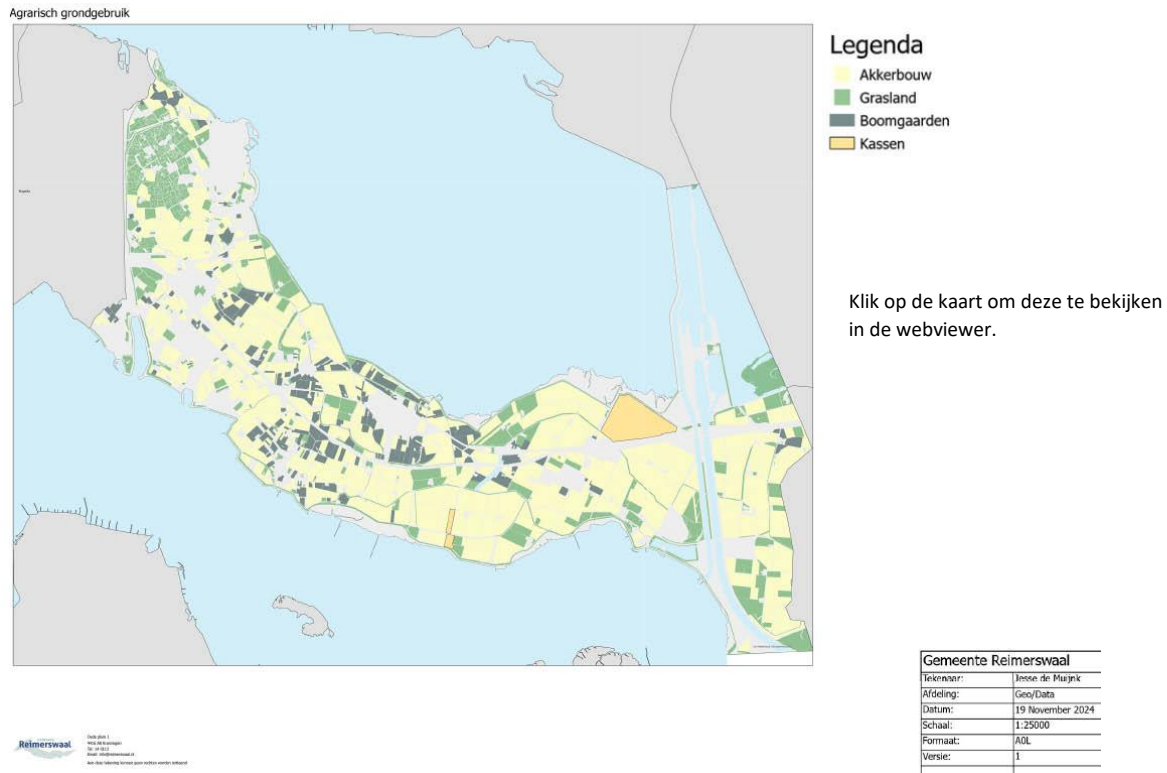 Agrarisch grondgebruik
Legenda
Akkerbouw
Grasland
Boomgaarden
Kassen
Klik op de kaart om deze te bekijken
in de webviewer.
Gemeente Reimerswaal
Tekenaar: Jesse de Muijnk
Afdeling: Geo/Data
Datum: 19 November 2024
Schaal: 1:25000
Formaat: A0L
Versie: 1
Reimerswaal